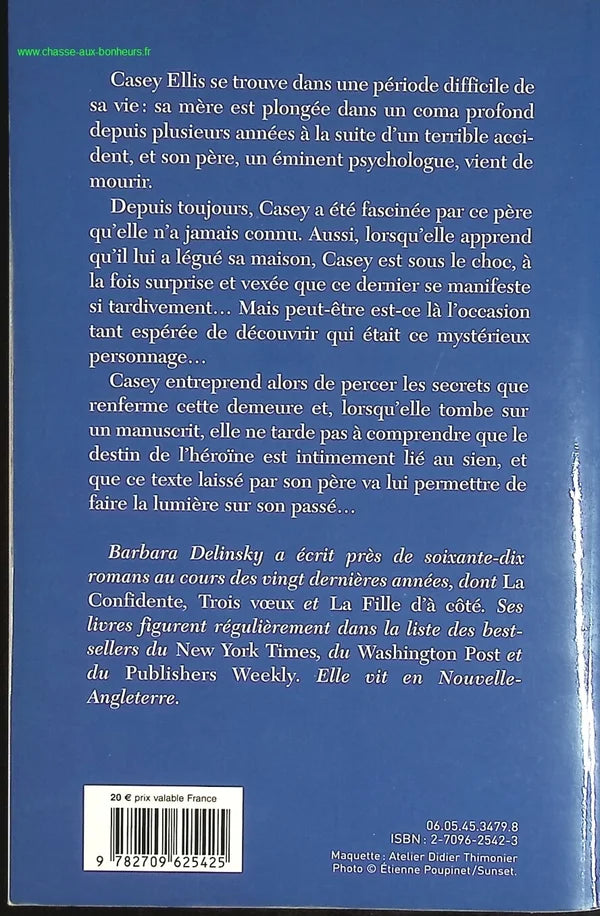 www.chasse-aux-bonheurs.fr
Casey Ellis se trouve dans une période difficile de
sa vie : sa mère est plongée dans un coma profond
depuis plusieurs années à la suite d'un terrible acci-
dent, et son père, un éminent psychologue, vient de
mourir.
Depuis toujours, Casey a été fascinée par ce père
qu'elle n'a jamais connu. Aussi, lorsqu'elle apprend
qu'il lui a légué sa maison, Casey est sous le choc, à
la fois surprise et vexée que ce dernier se manifeste
si tardivement... Mais peut-être est-ce là l'occasion
tant espérée de découvrir qui était ce mystérieux
personnage...
Casey entreprend alors de percer les secrets que
renferme cette demeure et, lorsqu'elle tombe sur
un manuscrit, elle ne tarde pas à comprendre que le
destin de l'héroïne est intimement lié au sien, et
que ce texte laissé par son père va lui permettre de
faire la lumière sur son passé...
Barbara Delinsky a écrit près de soixante-dix
romans au cours des vingt dernières années, dont La
Confidente, Trois vœux et La Fille d'à côté. Ses
livres figurent régulièrement dans la liste des best-
sellers du New York Times, du Washington Post et
du Publishers Weekly. Elle vit en Nouvelle-
Angleterre.
20 € prix valable France
9 782709 625425
06.05.45.3479.8
ISBN : 2-7096-2542-3
Maquette : Atelier Didier Thimonier
Photo © Étienne Poupinet/Sunset.